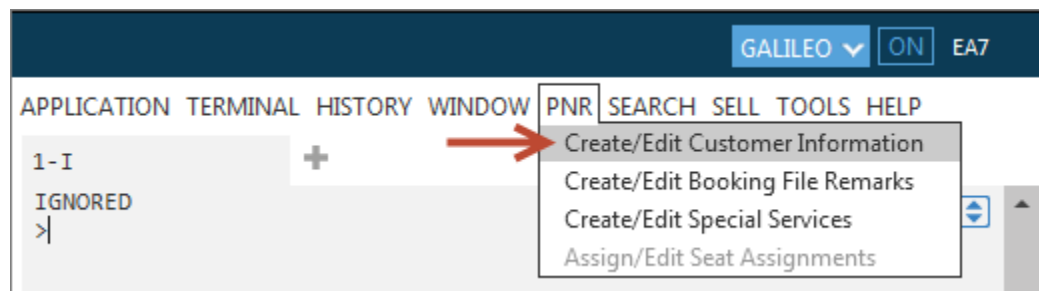 GALILEO ON EA7
APPLICATION TERMINAL HISTORY WINDOW PNR SEARCH SELL TOOLS HELP
1-I
IGNORED
>
Create/Edit Customer Information
Create/Edit Booking File Remarks
Create/Edit Special Services
Assign/Edit Seat Assignments